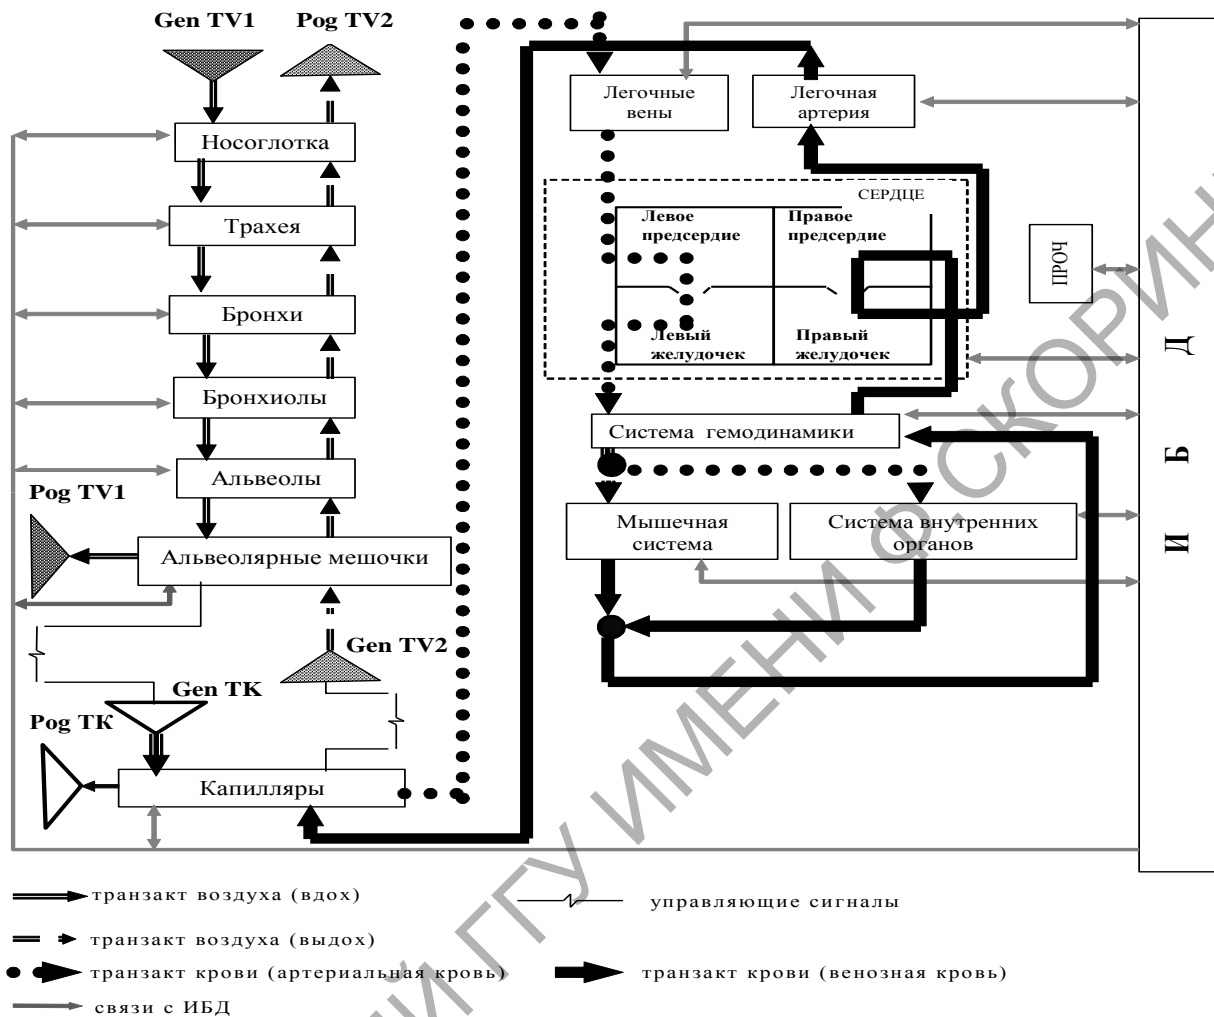 Gen TV1
Pog TV2
Носоглотка
Трахея
Бронхи
Бронхиолы
Альвеолы
Pog TV1
Альвеолярные мешочки
Gen TV2
Gen TK
Pog TK
Капилляры
Легочные
вены
Легочная
артерия
СЕРДЦЕ
Левое
предсердие
Правое
предсердие
Левый
желудочек
Правый
желудочек
Система гемодинамики
Мышечная
система
Система внутренних
органов
ПРОЧ
И Б Д
транзакт воздуха (вдох)
управляющие сигналы
транзакт воздуха (выдох)
транзакт крови (артериальная кровь)
транзакт крови (венозная кровь)
связи с ИБД
ГГУ ИМЕНИ Ф.СКОРИН